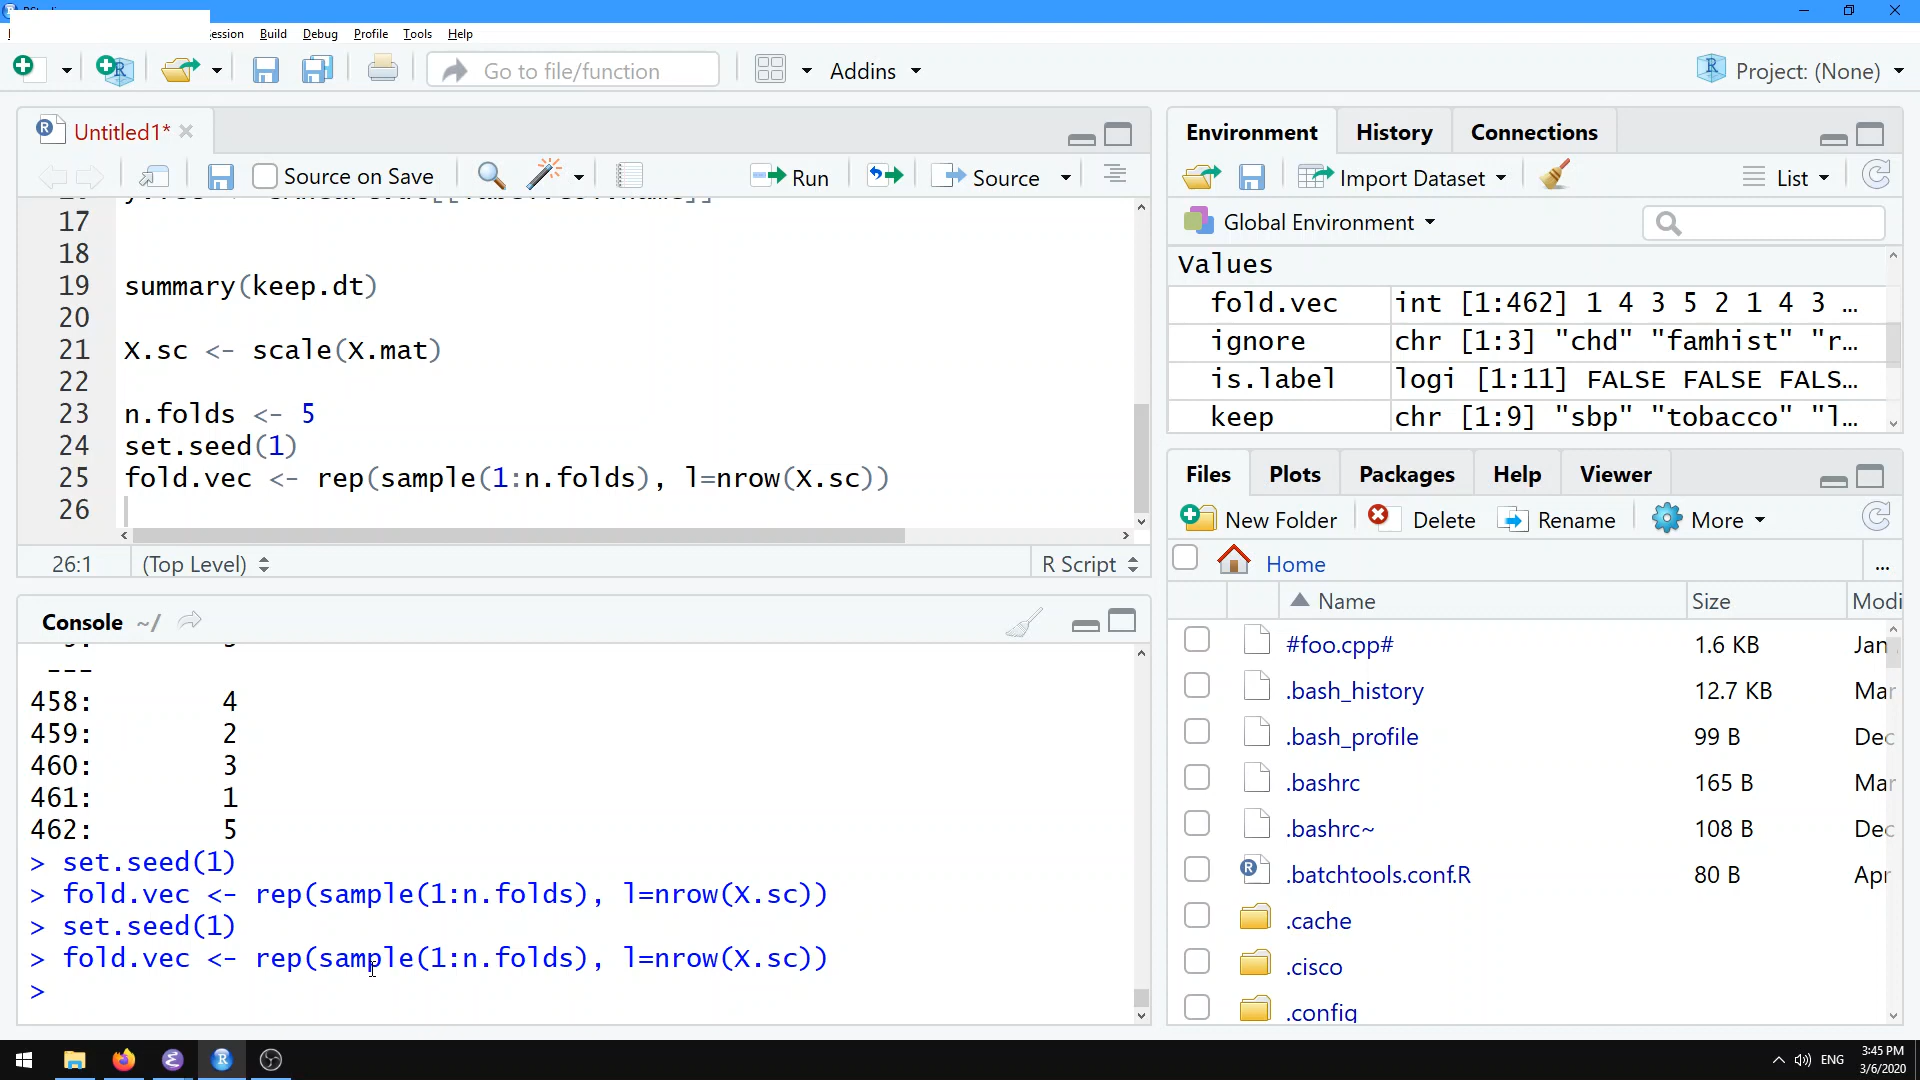 Build Debug Profile Tools Help
Go to file/function
Addins
Project: (None)
Untitled1*
Source on Save
Run
Source
17
18
19 summary(keep.dt)
20
21 X.sc <- scale(X.mat)
22
23 n.folds <- 5
24 set.seed(1)
25 fold.vec <- rep(sample(1:n.folds), l=nrow(X.sc))
26
26:1 (Top Level) R Script
Console ~/
---
458: 4
459: 2
460: 3
461: 1
462: 5
> set.seed(1)
> fold.vec <- rep(sample(1:n.folds), l=nrow(X.sc))
> set.seed(1)
> fold.vec <- rep(sample(1:n.folds), l=nrow(X.sc))
>
Environment History Connections
Import Dataset List
Global Environment
Values
fold.vec int [1:462] 1 4 3 5 2 1 4 3 …
ignore chr [1:3] "chd" "famhist" "r…
is.label logi [1:11] FALSE FALSE FALS…
keep chr [1:9] "sbp" "tobacco" "l…
Files Plots Packages Help Viewer
New Folder Delete Rename More
Home ...
Name Size Modi
#foo.cpp# 1.6 KB Jan
.bash_history 12.7 KB Mar
.bash_profile 99 B Dec
.bashrc 165 B Mar
.bashrc~ 108 B Dec
.batchtools.conf.R 80 B Apr
.cache
.cisco
.config
ENG
3:45 PM
3/6/2020